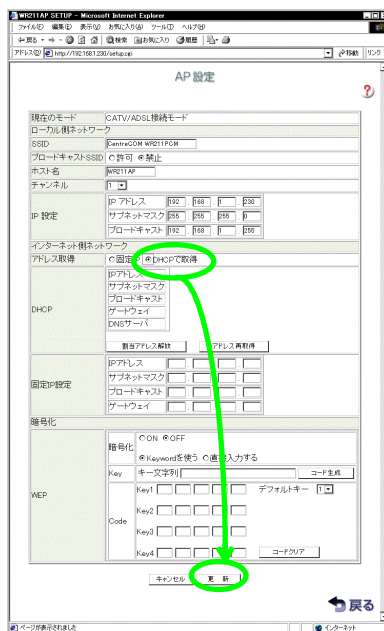 WR211AP SETUP - Microsoft Internet Explorer
ファイル(F) 編集(E) 表示(V) お気に入り(A) ツール(T) ヘルプ(H)
戻る 検索 お気に入り 履歴
アドレス(D) http://192.168.1.230/setup.cgi 移動 リンク
AP 設定
現在のモード CATV/ADSL接続モード
ローカル側ネットワーク
SSID CentreCOM WR211PCM
ブロードキャストSSID 許可 禁止
ホスト名 WR211AP
チャンネル 1
IP 設定
IP アドレス 192 . 168 . 1 . 230
サブネットマスク 255 . 255 . 255 . 0
ブロードキャスト 192 . 168 . 1 . 255
インターネット側ネットワーク
アドレス取得 固定IP DHCPで取得
DHCP
IPアドレス
サブネットマスク
ブロードキャスト
ゲートウェイ
DNSサーバ
割当アドレス解放 アドレス再取得
固定IP設定
IPアドレス
サブネットマスク
ブロードキャスト
ゲートウェイ
暗号化
WEP
暗号化 ON OFF
Keywordを使う 直接入力する
Key キー文字列 コード生成
Code
Key1 デフォルトキー 1
Key2
Key3
Key4 コードクリア
キャンセル 更 新
戻る
ページが表示されました インターネット